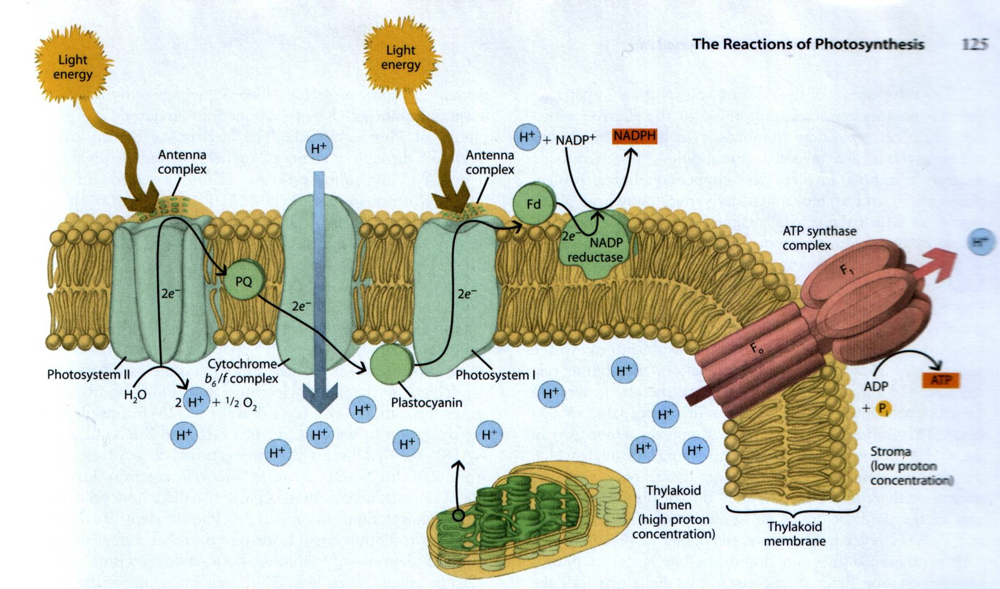 The Reactions of Photosynthesis 125
Light
energy
Light
energy
Antenna
complex
H⁺
Antenna
complex
H⁺ + NADP⁺
NADPH
Fd
2e⁻
NADP
reductase
ATP synthase
complex
H⁺
F₁
PQ
2e⁻
2e⁻
2e⁻
F₀
Photosystem II
Cytochrome
b₆/f complex
Photosystem I
H₂O
2 H⁺ + 1/2 O₂
Plastocyanin
H⁺
H⁺
H⁺
H⁺
H⁺
H⁺
H⁺
H⁺
H⁺
H⁺
H⁺
ADP
+ Pᵢ
ATP
Stroma
(low proton
concentration)
Thylakoid
lumen
(high proton
concentration)
Thylakoid
membrane